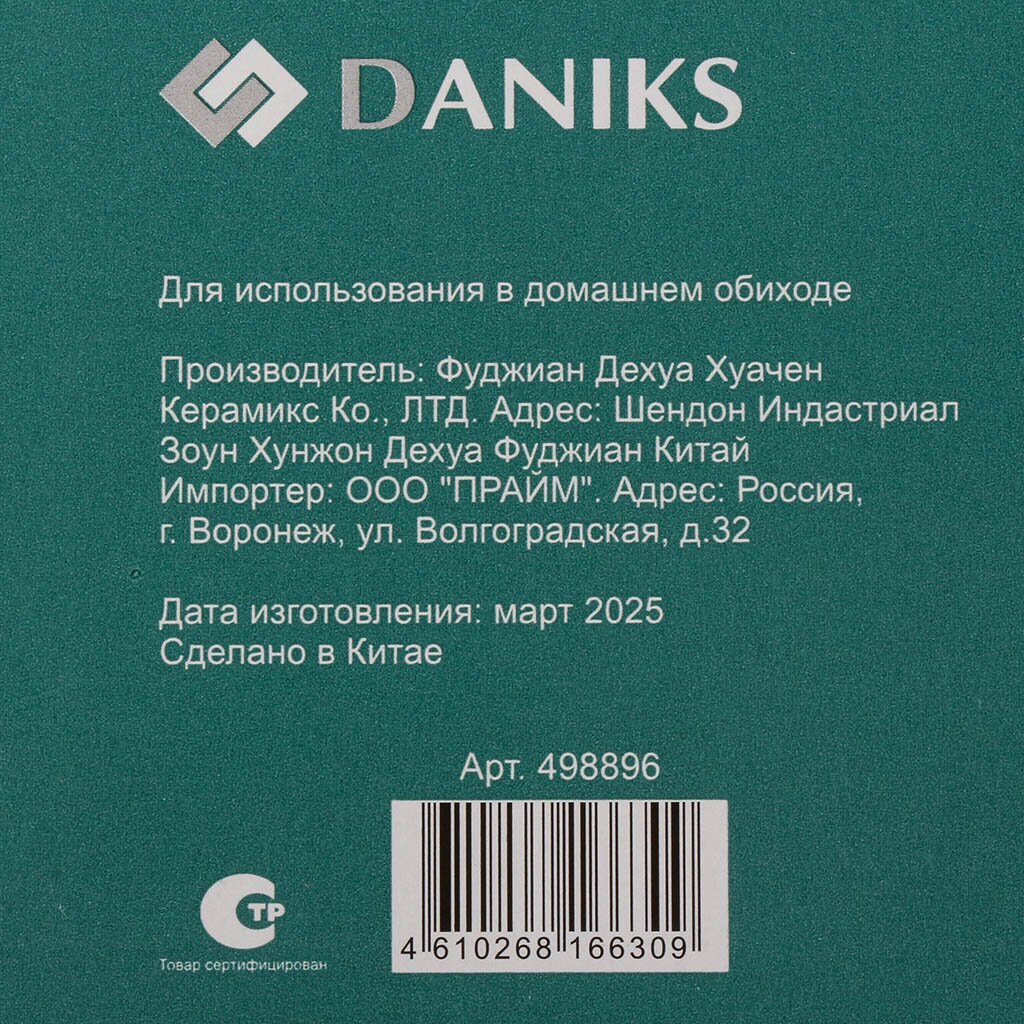 DANIKS
Для использования в домашнем обиходе
Производитель: Фуджиан Дехуа Хуачен
Керамикс Ко., ЛТД. Адрес: Шендон Индастриал
Зоун Хунжон Дехуа Фуджиан Китай
Импортер: ООО "ПРАЙМ". Адрес: Россия,
г. Воронеж, ул. Волгоградская, д.32
Дата изготовления: март 2025
Сделано в Китае
Арт. 498896
4 610268 166309
СТР
Товар сертифицирован